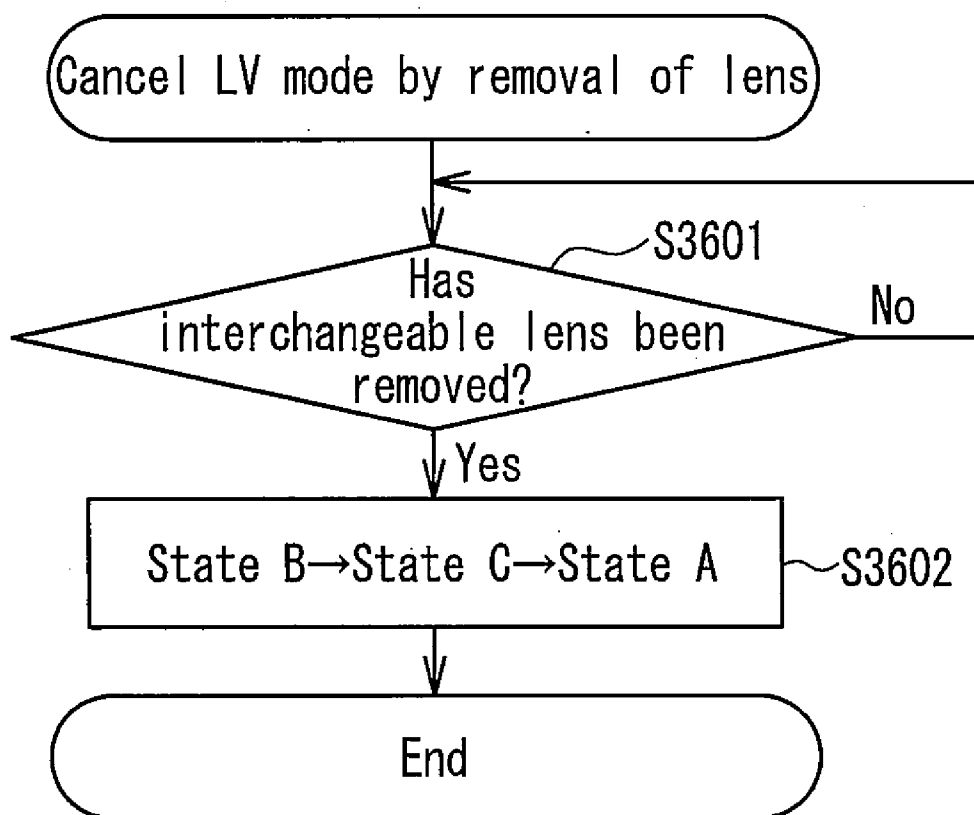 Cancel LV mode by removal of lens
S3601
Has
interchangeable lens been
removed?
No
Yes
State B→State C→State A
S3602
End